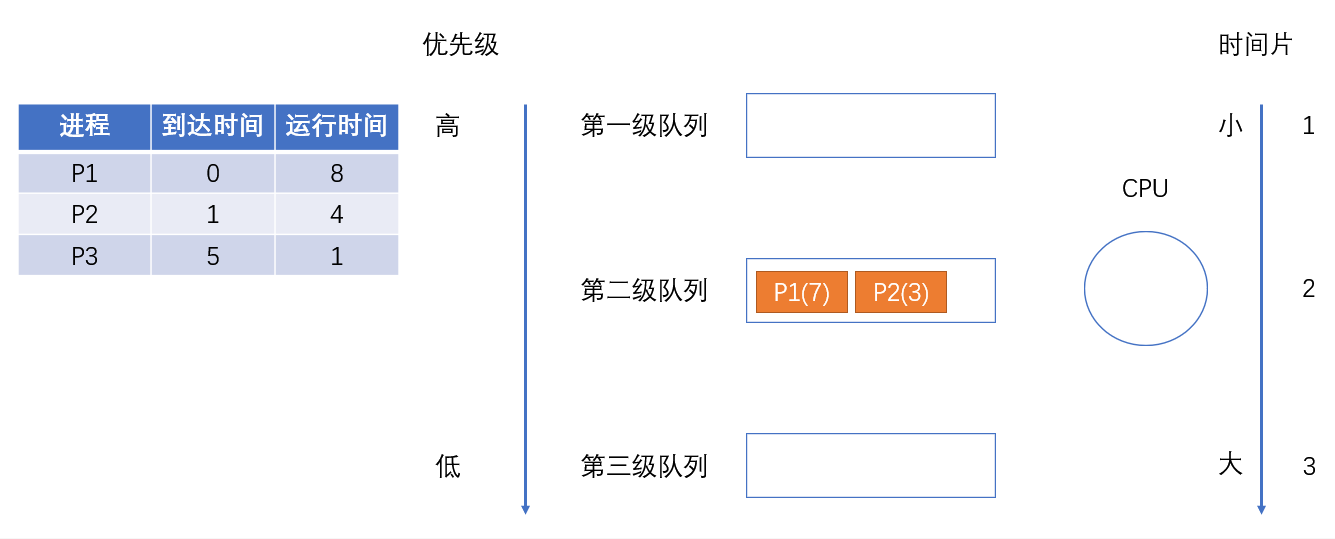 优先级
时间片
进程 到达时间 运行时间
P1 0 8
P2 1 4
P3 5 1
高
第一级队列
小
1
CPU
第二级队列
P1(7) P2(3)
2
低
第三级队列
大
3